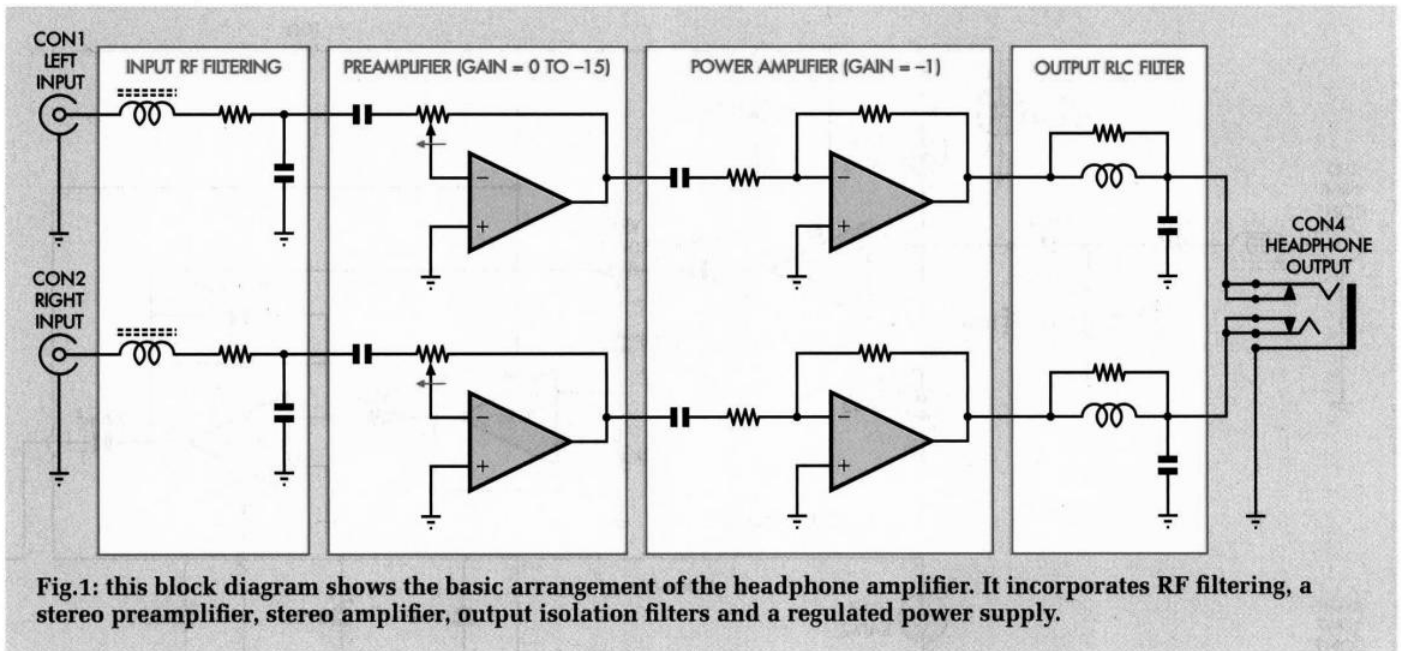 CON1
LEFT
INPUT
INPUT RF FILTERING
PREAMPLIFIER (GAIN = 0 TO –15)
POWER AMPLIFIER (GAIN = –1)
OUTPUT RLC FILTER
CON4
HEADPHONE
OUTPUT
CON2
RIGHT
INPUT
–
+
–
+
–
+
–
+
Fig.1: this block diagram shows the basic arrangement of the headphone amplifier. It incorporates RF filtering, a
stereo preamplifier, stereo amplifier, output isolation filters and a regulated power supply.